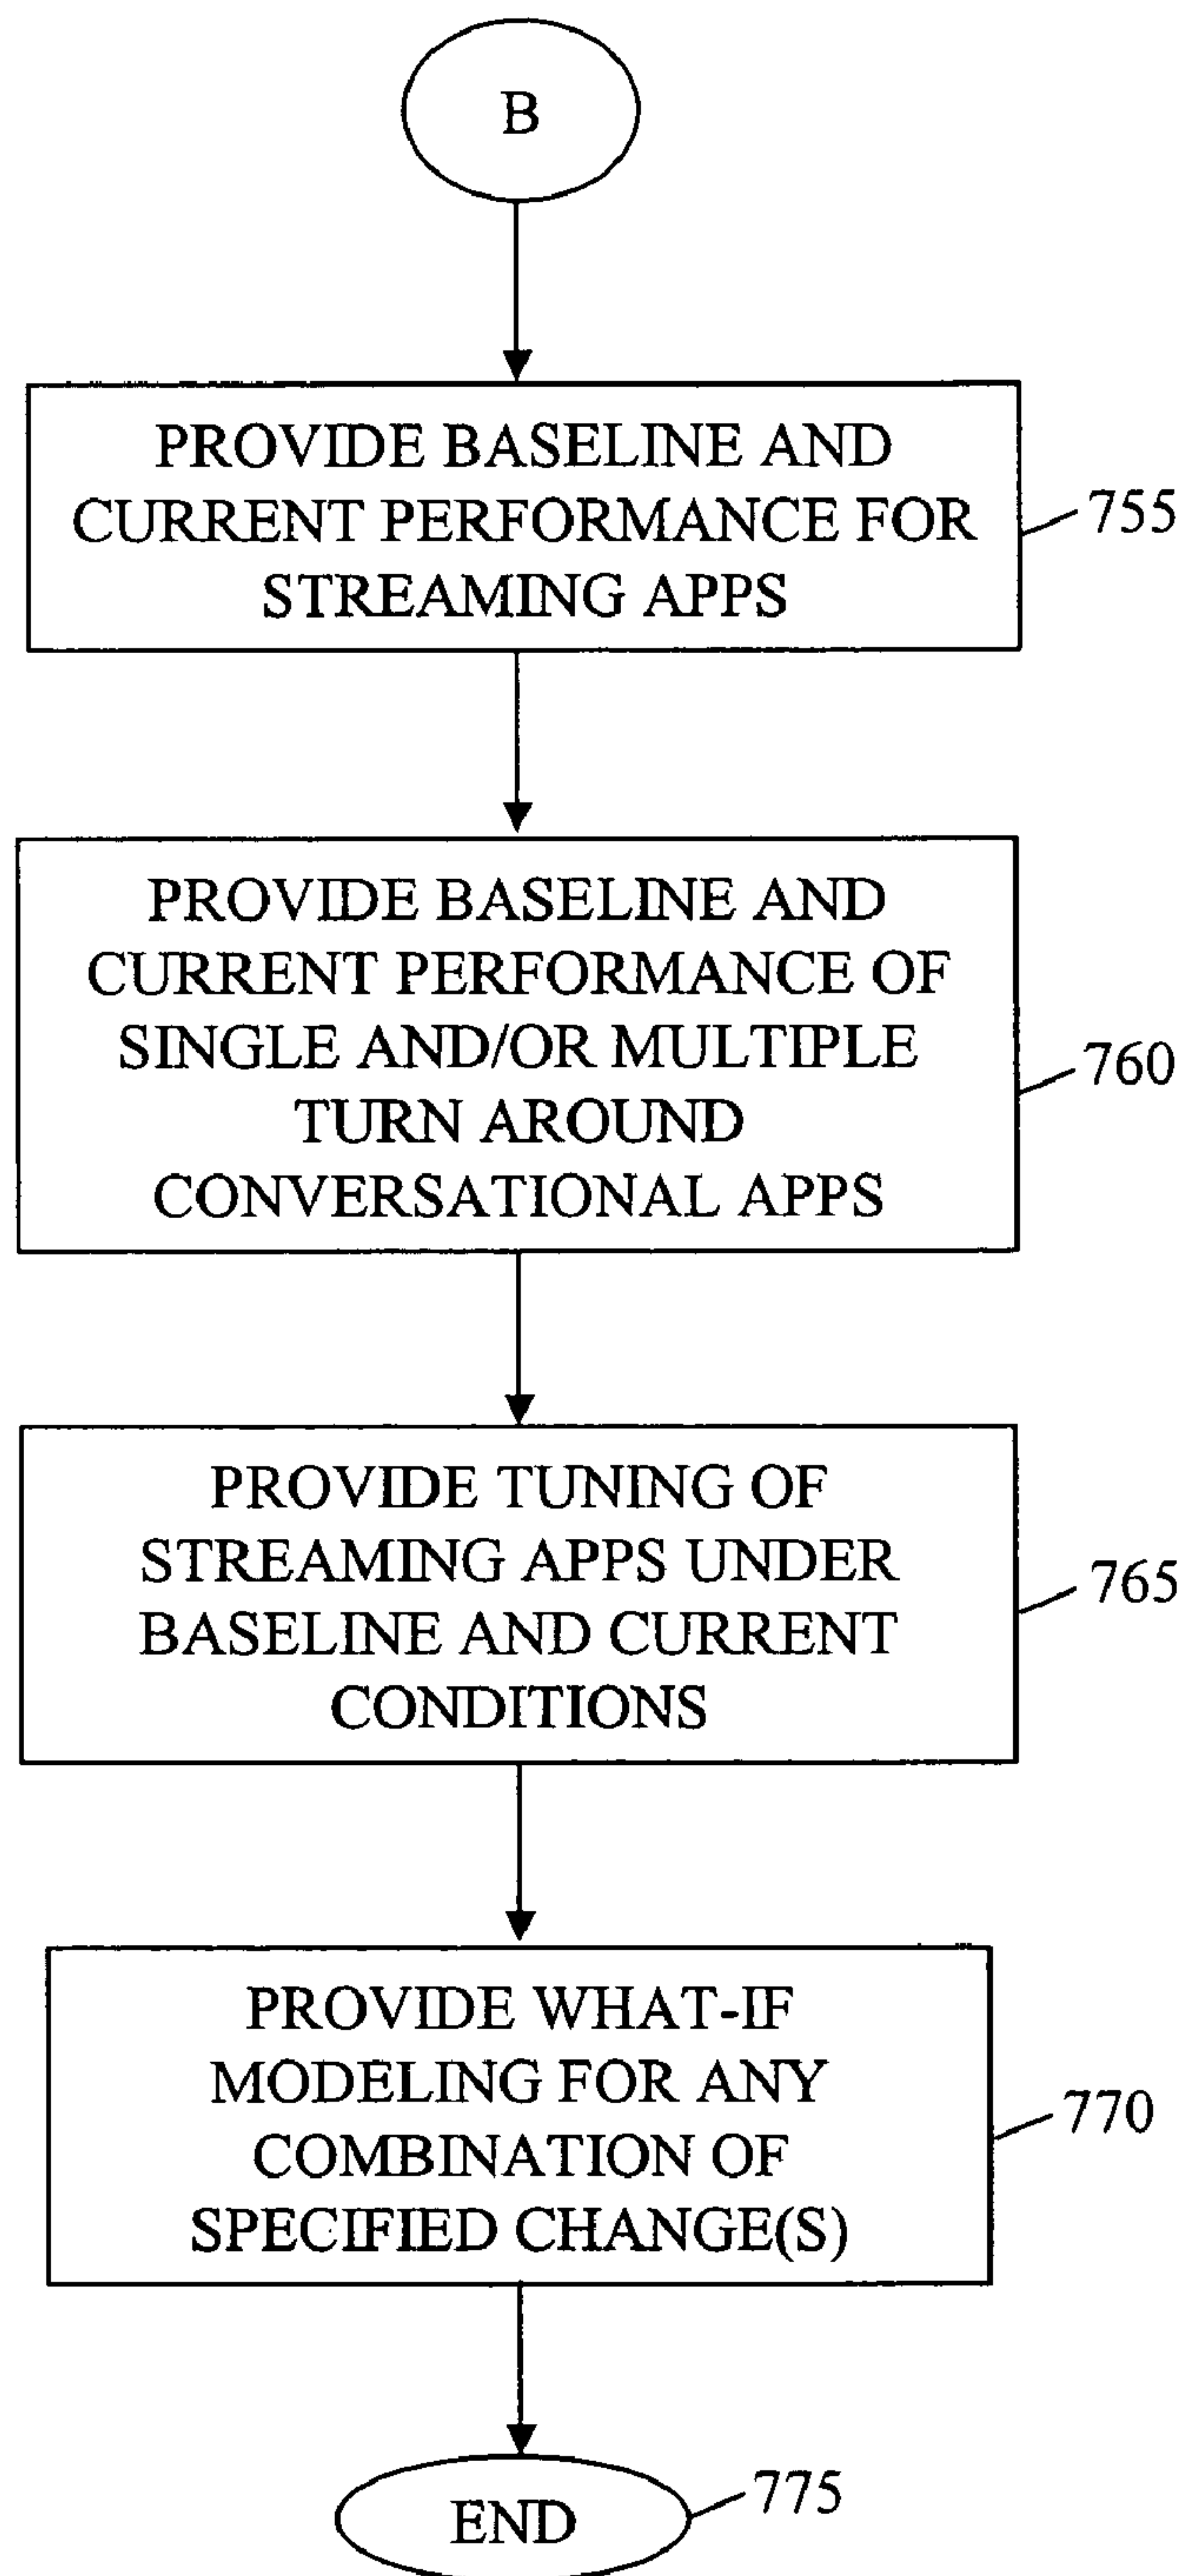 B
PROVIDE BASELINE AND
CURRENT PERFORMANCE FOR
STREAMING APPS
755
PROVIDE BASELINE AND
CURRENT PERFORMANCE OF
SINGLE AND/OR MULTIPLE
TURN AROUND
CONVERSATIONAL APPS
760
PROVIDE TUNING OF
STREAMING APPS UNDER
BASELINE AND CURRENT
CONDITIONS
765
PROVIDE WHAT-IF
MODELING FOR ANY
COMBINATION OF
SPECIFIED CHANGE(S)
770
END
775